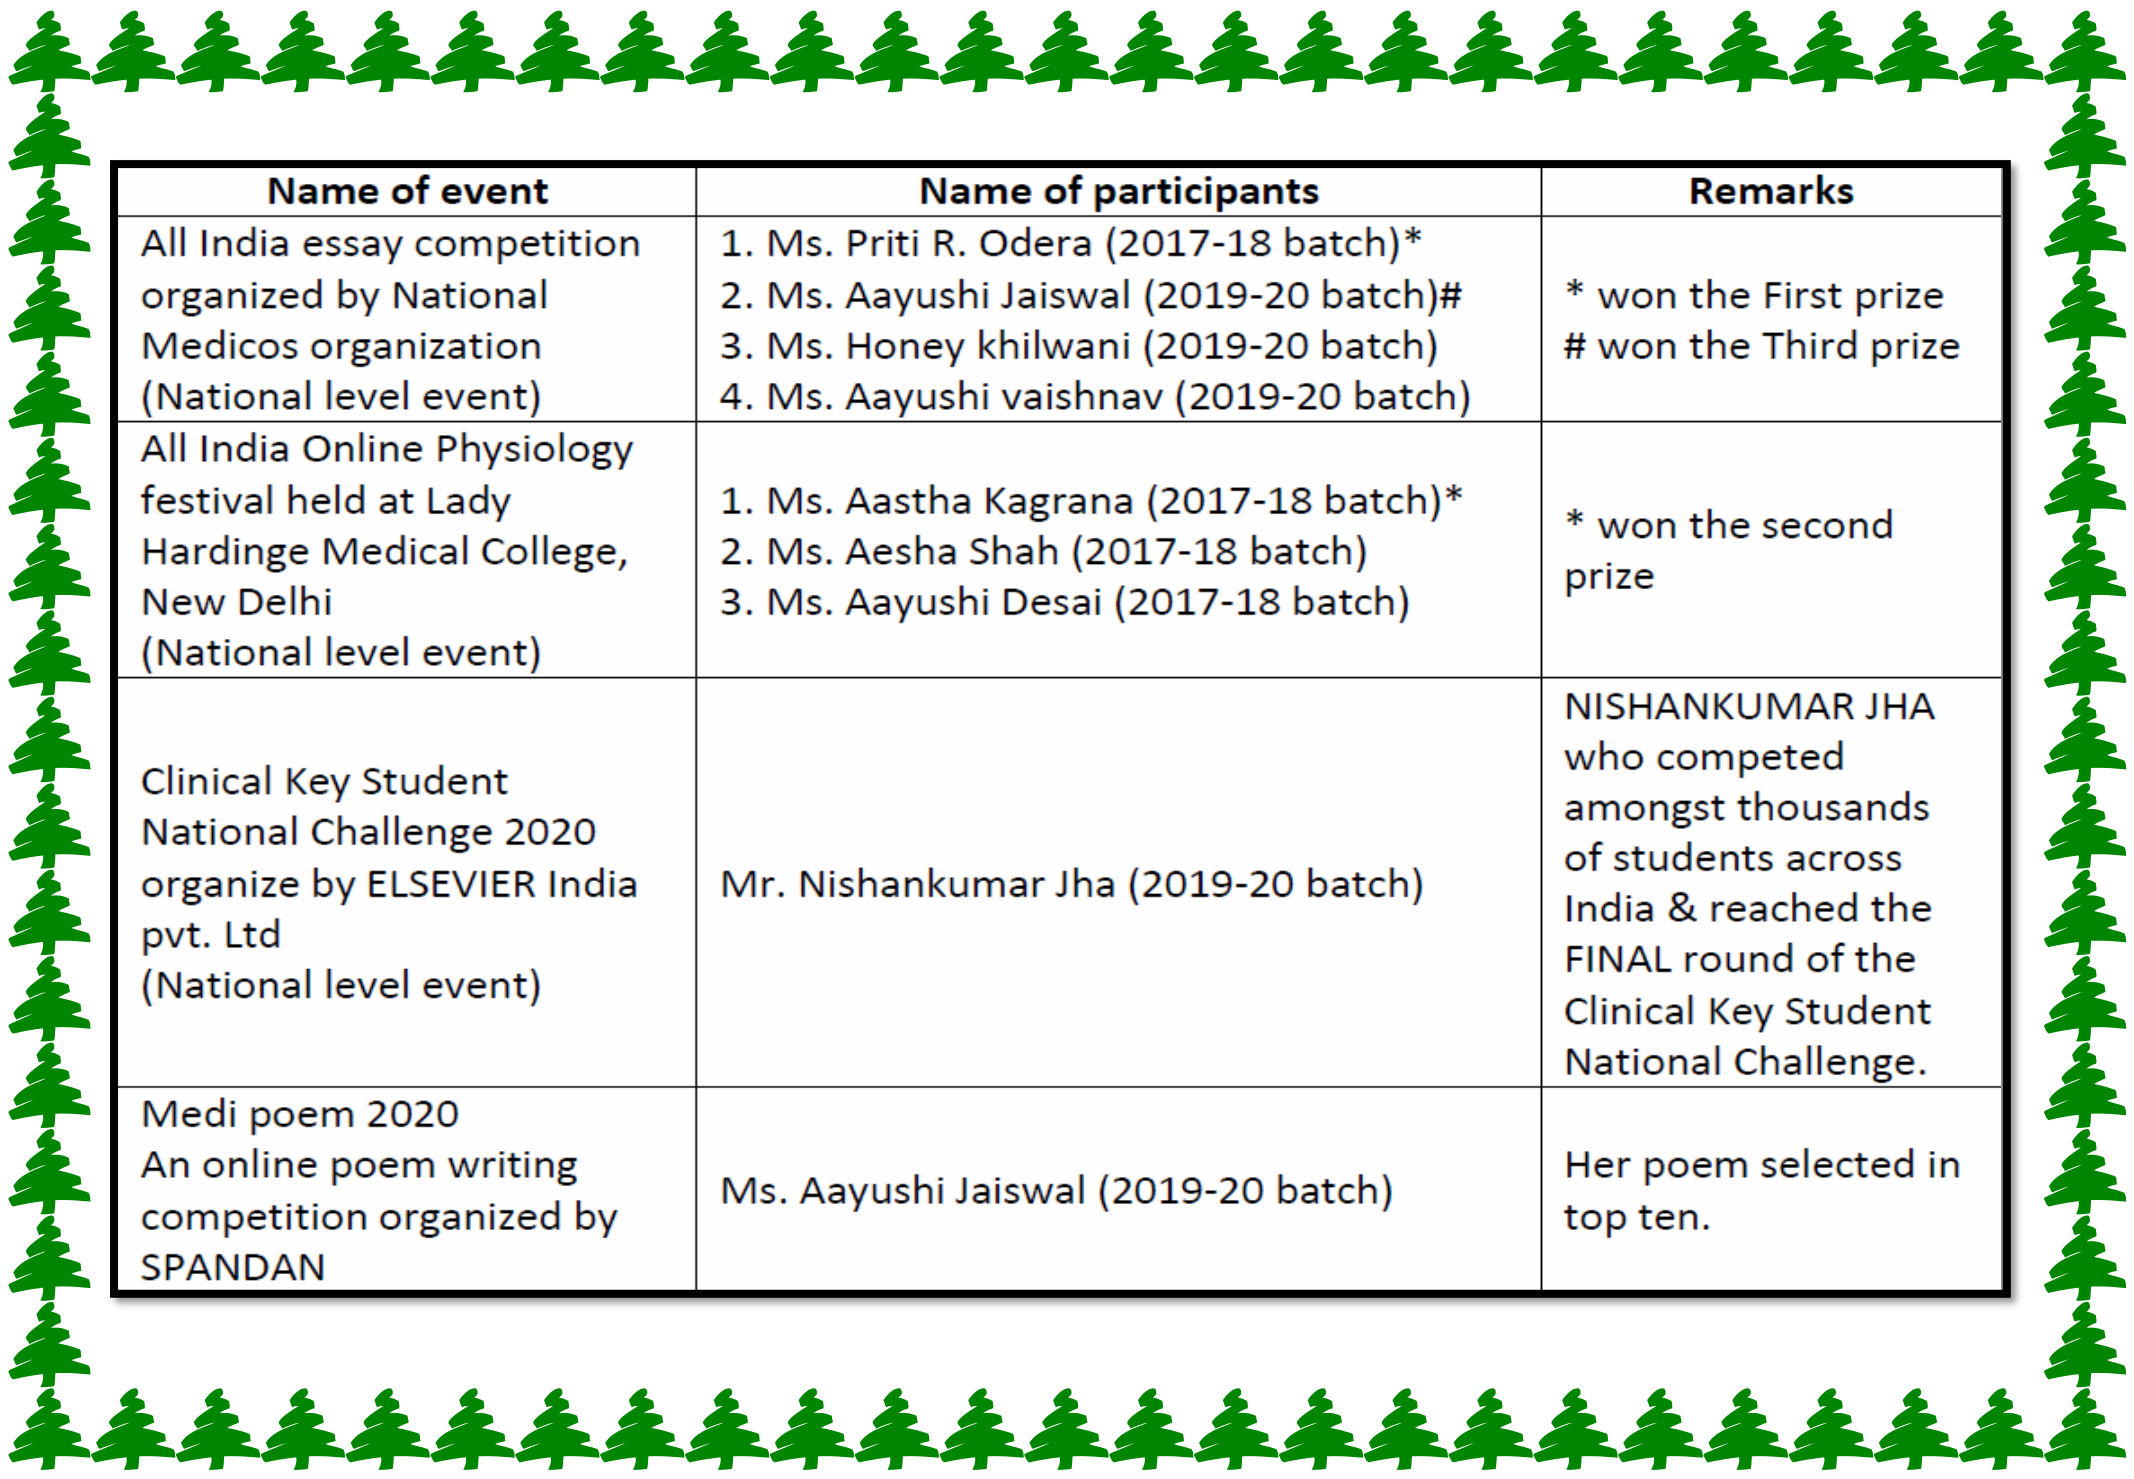 Name of event
Name of participants
Remarks
All India essay competition
organized by National
Medicos organization
(National level event)
1. Ms. Priti R. Odera (2017-18 batch)*
2. Ms. Aayushi Jaiswal (2019-20 batch)#
3. Ms. Honey khilwani (2019-20 batch)
4. Ms. Aayushi vaishnav (2019-20 batch)
* won the First prize
# won the Third prize
All India Online Physiology
festival held at Lady
Hardinge Medical College,
New Delhi
(National level event)
1. Ms. Aastha Kagrana (2017-18 batch)*
2. Ms. Aesha Shah (2017-18 batch)
3. Ms. Aayushi Desai (2017-18 batch)
* won the second
prize
Clinical Key Student
National Challenge 2020
organize by ELSEVIER India
pvt. Ltd
(National level event)
Mr. Nishankumar Jha (2019-20 batch)
NISHANKUMAR JHA
who competed
amongst thousands
of students across
India & reached the
FINAL round of the
Clinical Key Student
National Challenge.
Medi poem 2020
An online poem writing
competition organized by
SPANDAN
Ms. Aayushi Jaiswal (2019-20 batch)
Her poem selected in
top ten.